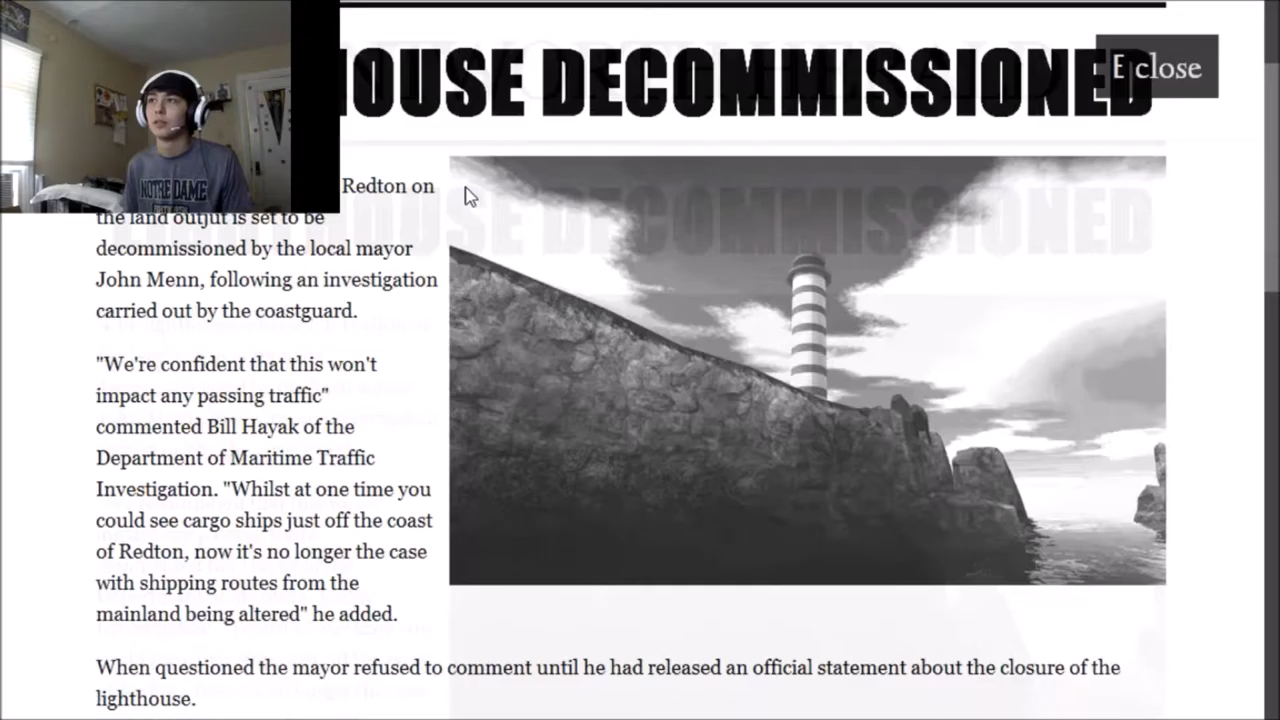 HOUSE DECOMMISSIONED
E close
NOTRE DAME
Redton on
the land output is set to be
decommissioned by the local mayor
John Menn, following an investigation
carried out by the coastguard.
"We're confident that this won't
impact any passing traffic"
commented Bill Hayak of the
Department of Maritime Traffic
Investigation. "Whilst at one time you
could see cargo ships just off the coast
of Redton, now it's no longer the case
with shipping routes from the
mainland being altered" he added.
When questioned the mayor refused to comment until he had released an official statement about the closure of the
lighthouse.